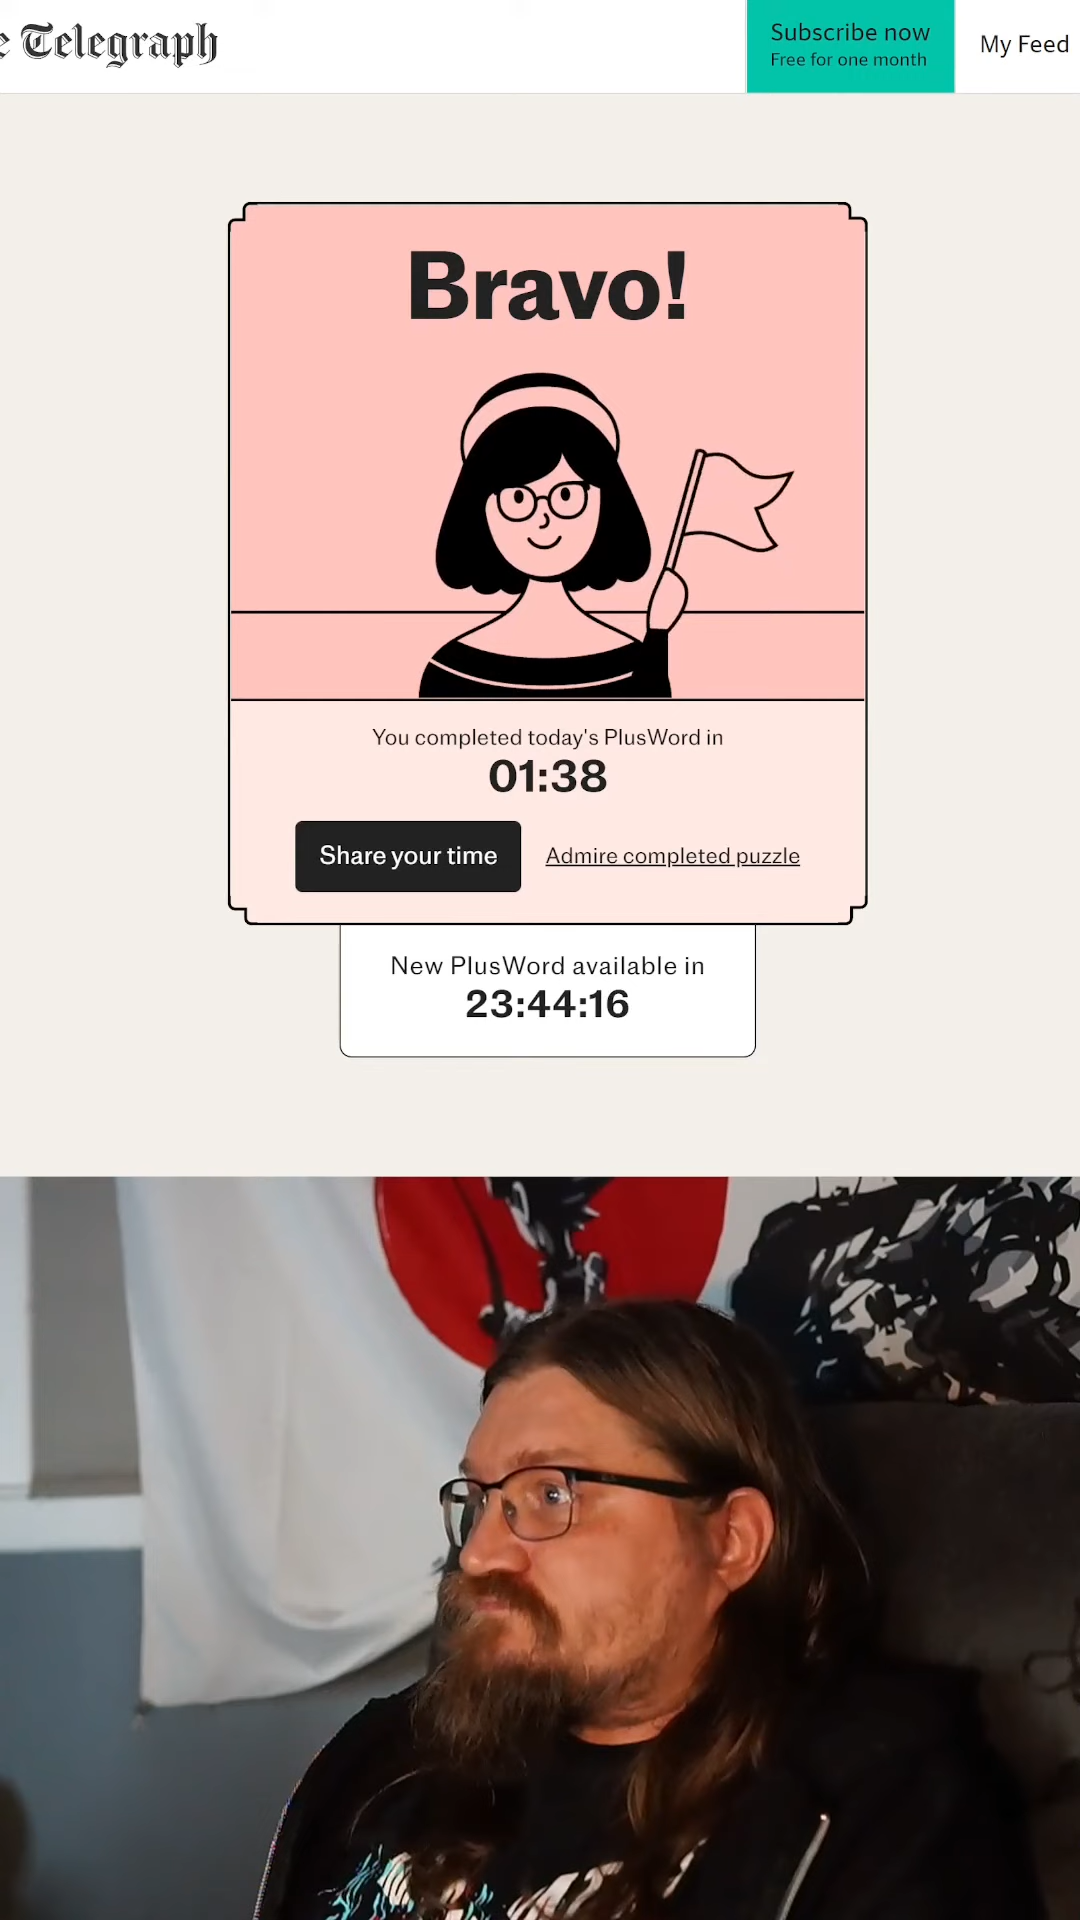 e Telegraph
Subscribe now
Free for one month
My Feed
Bravo!
You completed today's PlusWord in
01:38
Share your time
Admire completed puzzle
New PlusWord available in
23:44:16